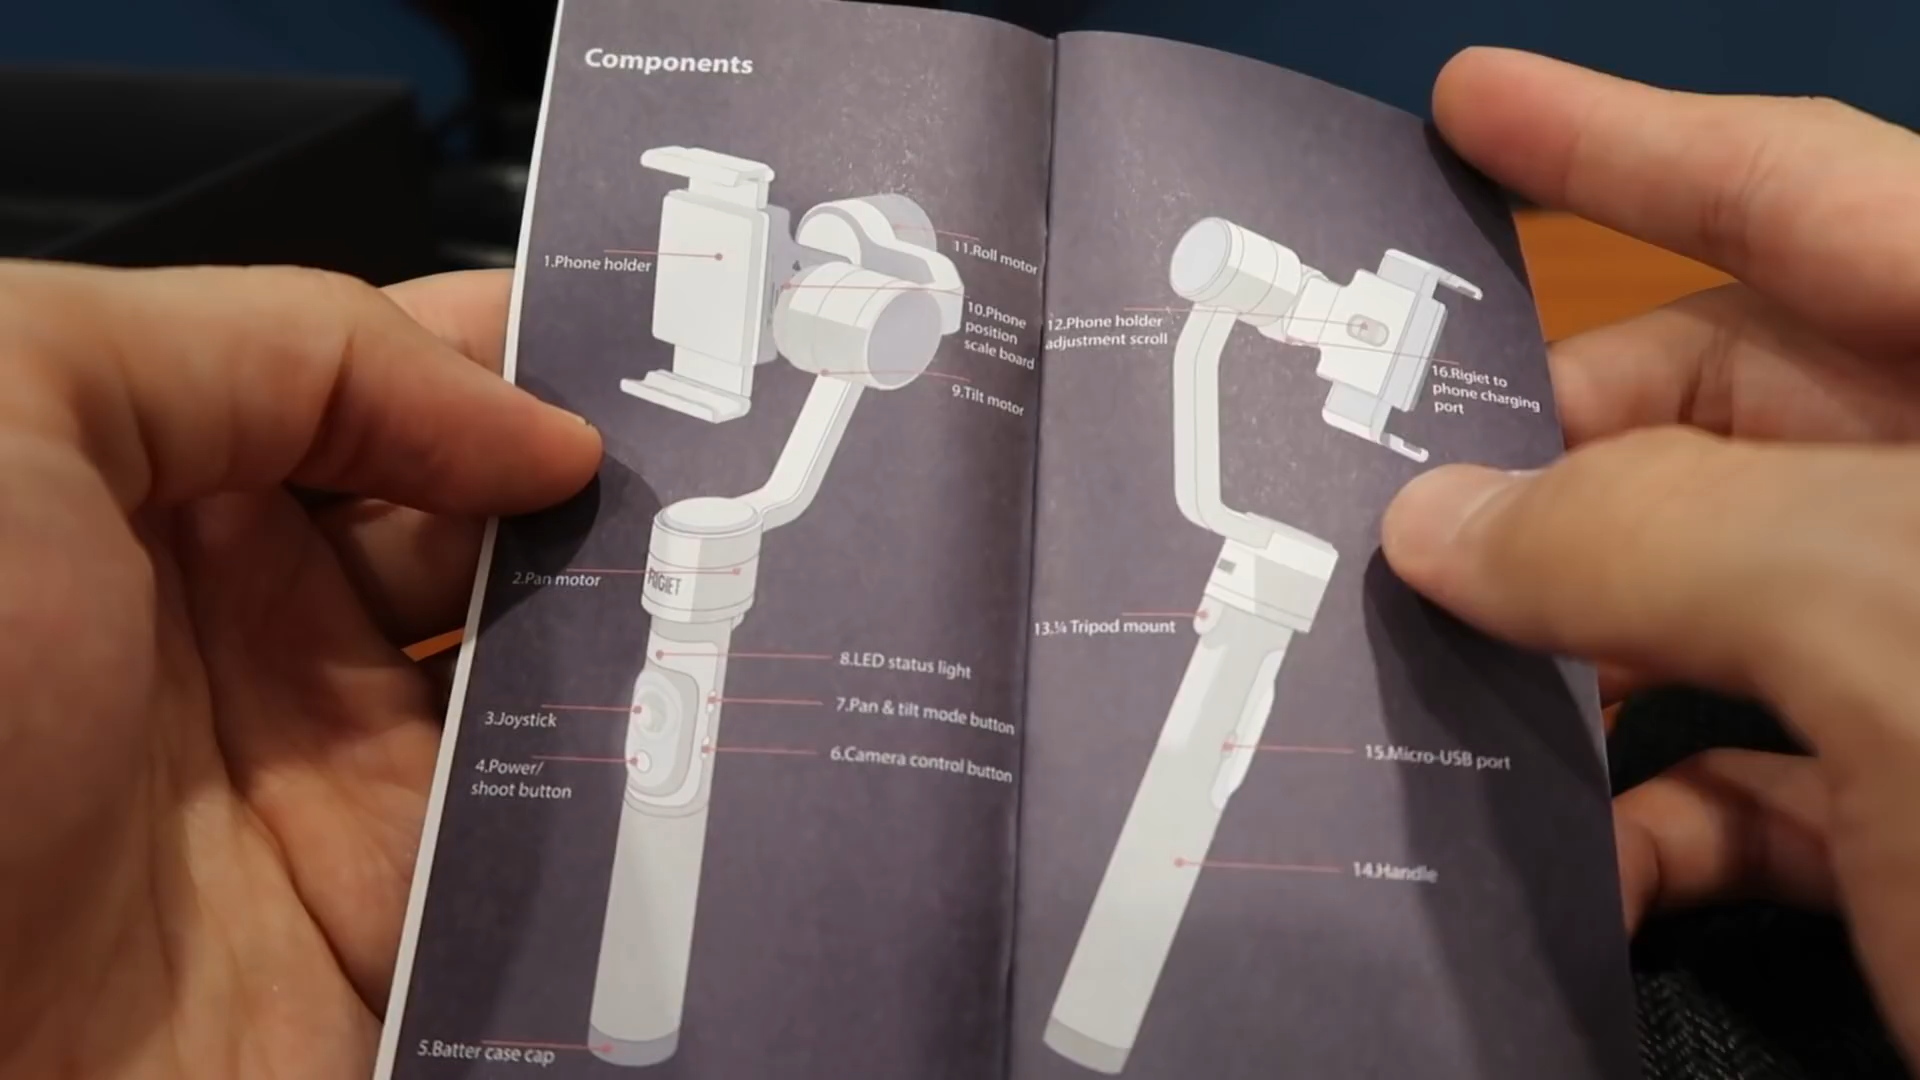 Components
1.Phone holder
11.Roll motor
10.Phone
position
scale board
9.Tilt motor
2.Pan motor
RIGIET
8.LED status light
7.Pan & tilt mode button
6.Camera control button
3.Joystick
4.Power/
shoot button
5.Batter case cap
12.Phone holder
adjustment scroll
16.Rigiet to
phone charging
port
13.¼ Tripod mount
15.Micro-USB port
14.Handle